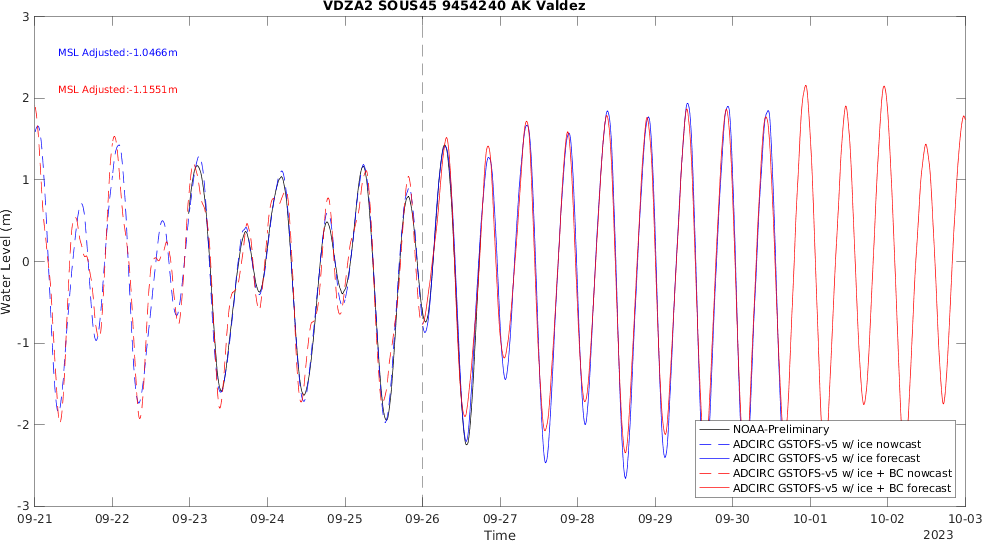 VDZA2 SOUS45 9454240 AK Valdez
MSL Adjusted:-1.0466m
MSL Adjusted:-1.1551m
Water Level (m)
3
2
1
0
-1
-2
-3
NOAA-Preliminary
ADCIRC GSTOFS-v5 w/ ice nowcast
ADCIRC GSTOFS-v5 w/ ice forecast
ADCIRC GSTOFS-v5 w/ ice + BC nowcast
ADCIRC GSTOFS-v5 w/ ice + BC forecast
09-21 09-22 09-23 09-24 09-25 09-26 09-27 09-28 09-29 09-30 10-01 10-02 10-03
Time
2023